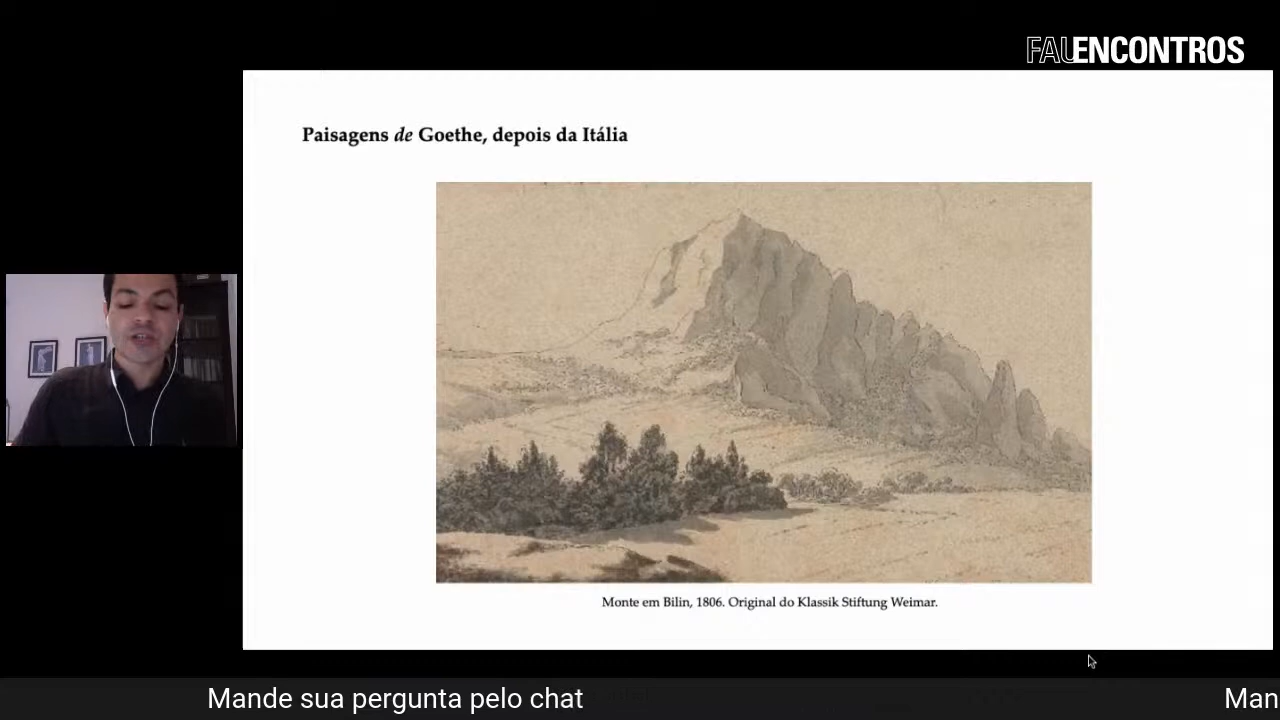 FAUENCONTROS
Paisagens de Goethe, depois da Itália
Monte em Bilin, 1806. Original do Klassik Stiftung Weimar.
Mande sua pergunta pelo chat
Man